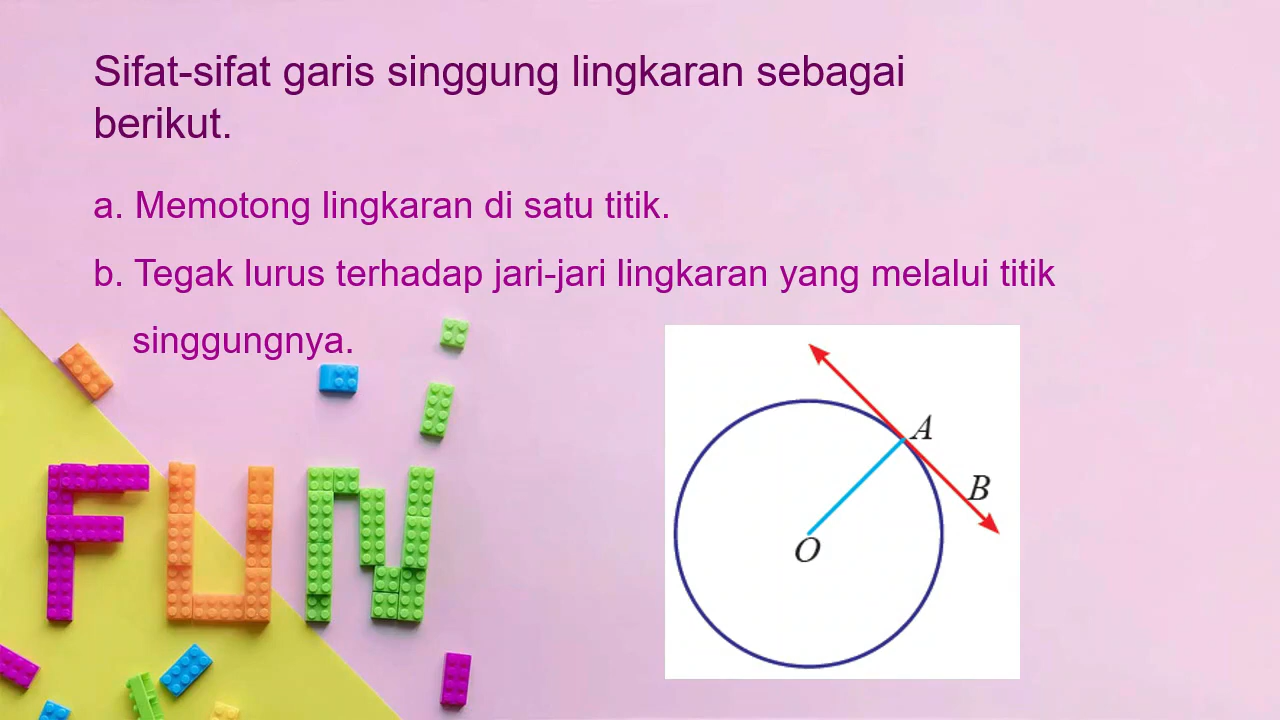 Sifat-sifat garis singgung lingkaran sebagai
berikut.
a. Memotong lingkaran di satu titik.
b. Tegak lurus terhadap jari-jari lingkaran yang melalui titik
singgungnya.
A
B
O
FUN